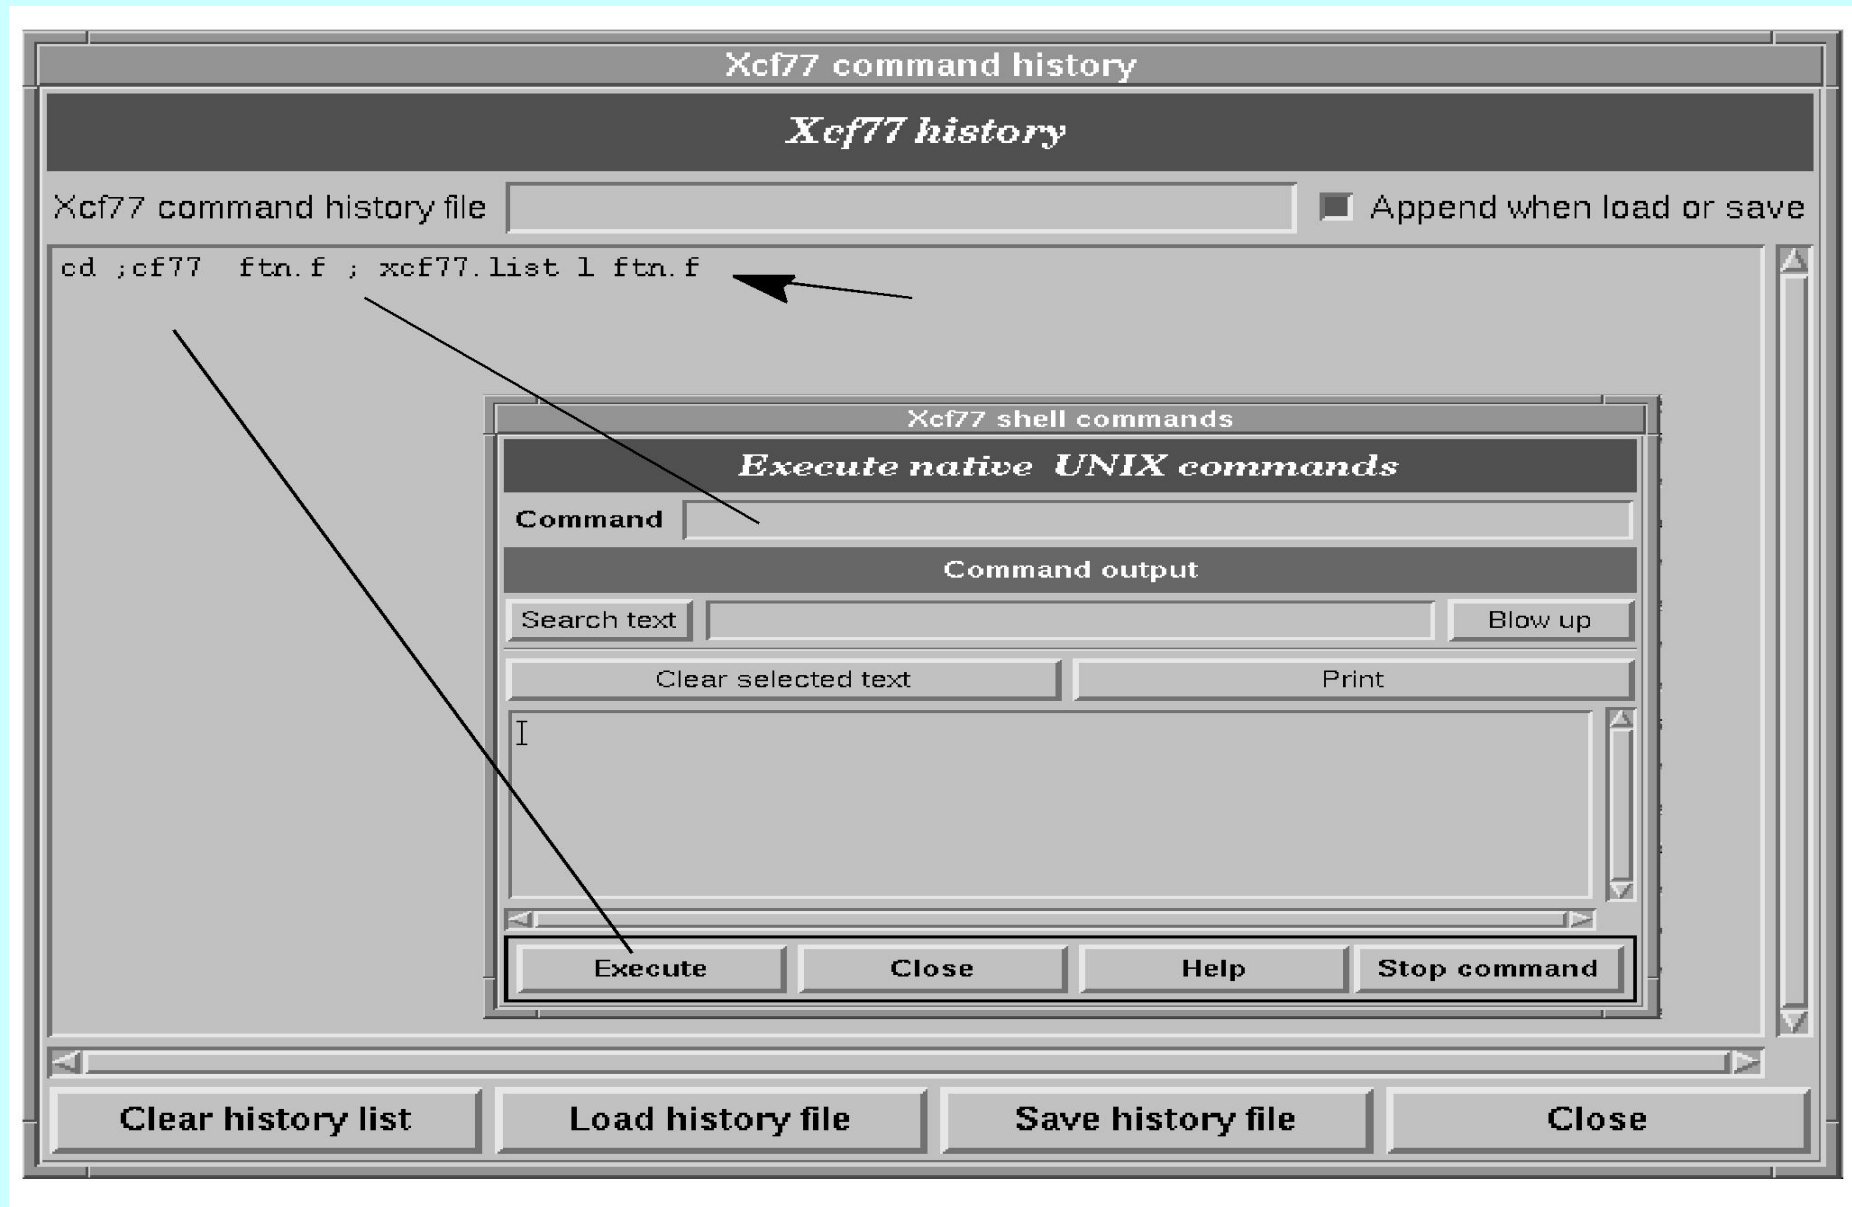 Xcf77 command history
Xcf77 history
Xcf77 command history file
Append when load or save
cd ;cf77 ftn.f ; xcf77.list l ftn.f
Xcf77 shell commands
Execute native UNIX commands
Command
Command output
Search text
Blow up
Clear selected text
Print
Execute
Close
Help
Stop command
Clear history list
Load history file
Save history file
Close